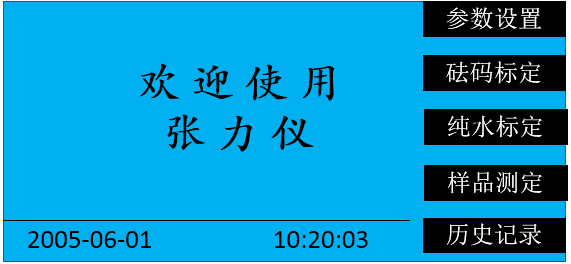 欢迎使用
张力仪
2005-06-01 10:20:03
参数设置
砝码标定
纯水标定
样品测定
历史记录